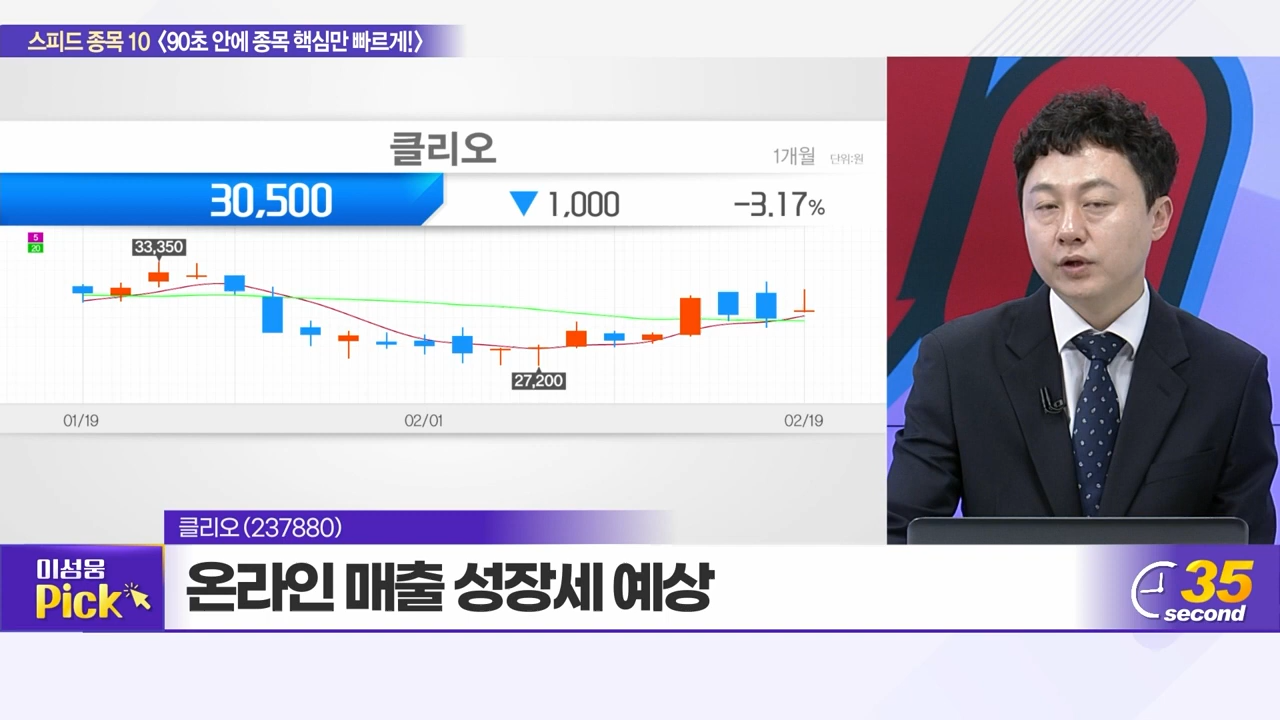 스피드 종목 10 〈90초 안에 종목 핵심만 빠르게!〉
클리오
1개월 단위:원
30,500 ▼ 1,000 -3.17%
5
20
33,350
27,200
01/19 02/01 02/19
클리오(237880)
이성웅
Pick
온라인 매출 성장세 예상
35
second